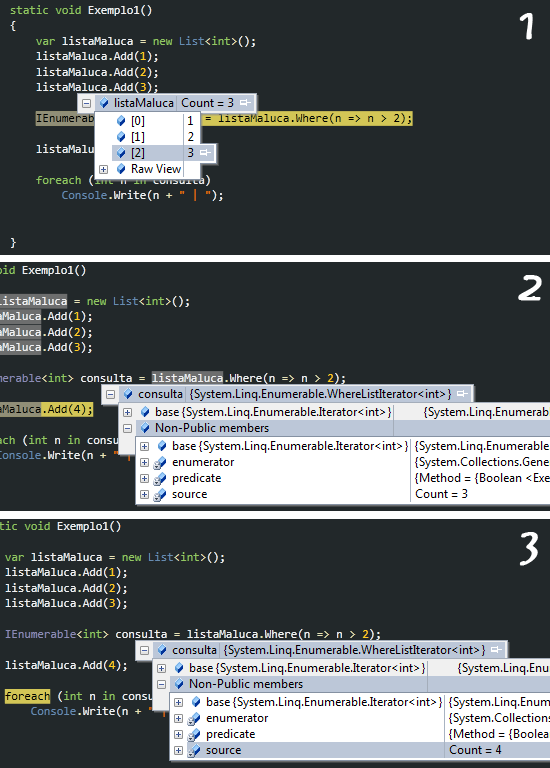 static void Exemplo1()
1
{
var listaMaluca = new List<int>();
listaMaluca.Add(1);
listaMaluca.Add(2);
listaMaluca.Add(3);
listaMaluca Count = 3
IEnumerab [0] 1 = listaMaluca.Where(n => n > 2);
[1] 2
listaMalu [2] 3
Raw View
foreach (int n in consulta)
Console.Write(n + " | ");
}
oid Exemplo1()
2
listaMaluca = new List<int>();
aMaluca.Add(1);
aMaluca.Add(2);
aMaluca.Add(3);
merable<int> consulta = listaMaluca.Where(n => n > 2);
consulta {System.Linq.Enumerable.WhereListIterator<int>}
aMaluca.Add(4); base {System.Linq.Enumerable.Iterator<int>} {System.Linq.Enumerab
Non-Public members
ach (int n in consu base {System.Linq.Enumerable.Iterator<int>} {System.Linq.Enumerable
Console.Write(n + " enumerator {System.Collections.Gene
predicate {Method = {Boolean <Exe
source Count = 3
tic void Exemplo1()
3
var listaMaluca = new List<int>();
listaMaluca.Add(1);
listaMaluca.Add(2);
listaMaluca.Add(3);
IEnumerable<int> consulta = listaMaluca.Where(n => n > 2);
consulta {System.Linq.Enumerable.WhereListIterator<int>}
listaMaluca.Add(4); base {System.Linq.Enumerable.Iterator<int>} {System.Linq.Enu
Non-Public members
foreach (int n in consu base {System.Linq.Enumerable.Iterator<int>} {System.Linq.Enum
Console.Write(n + " enumerator {System.Collections
predicate {Method = {Boolea
source Count = 4